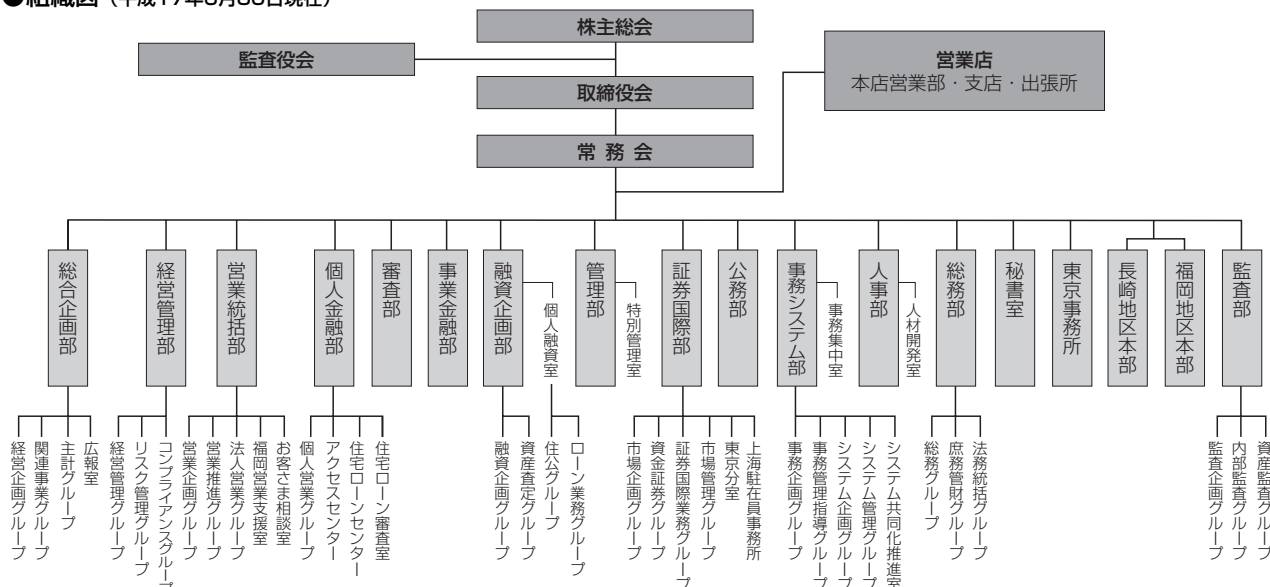 ●組織図（平成17年6月30日現在）
株主総会
監査役会
営業店
本店営業部・支店・出張所
取締役会
常務会
総合企画部
経営管理部
営業統括部
個人金融部
審査部
事業金融部
融資企画部
個人融資室
管理部
特別管理室
証券国際部
公務部
事務システム部
事務集中室
人事部
人材開発室
総務部
秘書室
東京事務所
長崎地区本部
福岡地区本部
監査部
経営企画グループ
関連事業グループ
主計グループ
広報室
経営管理グループ
リスク管理グループ
コンプライアンスグループ
営業企画グループ
営業推進グループ
法人営業グループ
福岡営業支援室
お客さま相談室
個人営業グループ
アクセスセンター
住宅ローンセンター
住宅ローン審査室
融資企画グループ
資産査定グループ
住公グループ
ローン業務グループ
市場企画グループ
資金証券グループ
証券国際業務グループ
市場管理グループ
東京分室
上海駐在員事務所
事務企画グループ
事務管理指導グループ
システム企画グループ
システム管理グループ
システム共同化推進室
総務グループ
庶務管財グループ
法務統括グループ
監査企画グループ
内部監査グループ
資産監査グループ